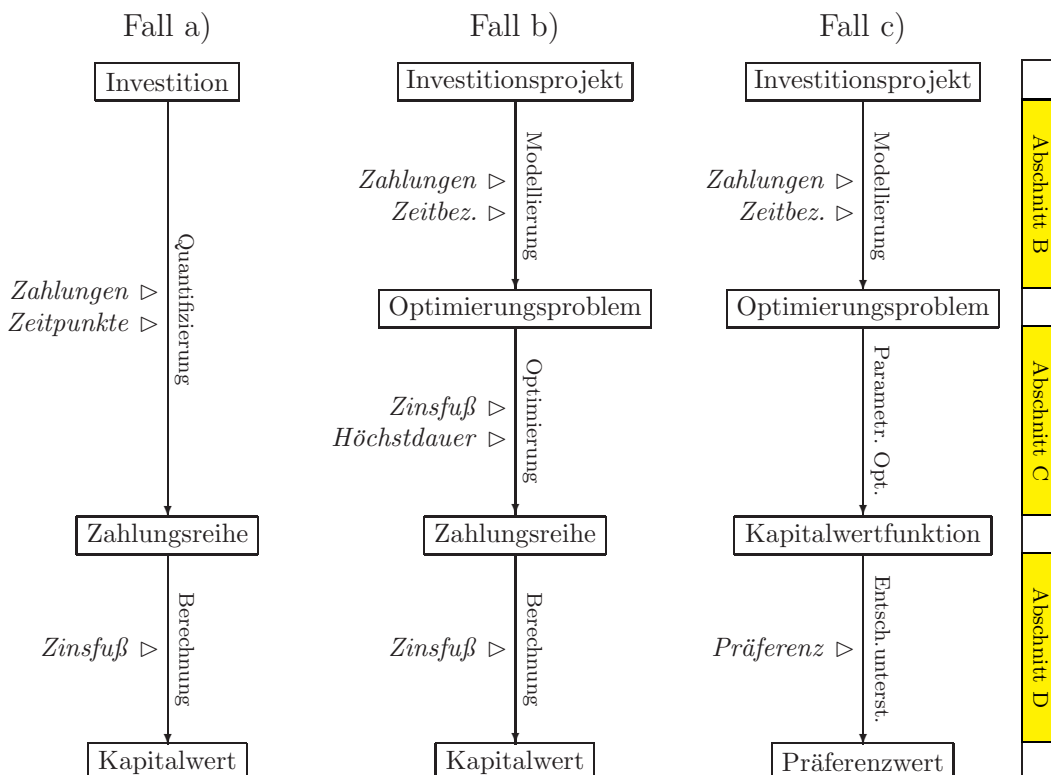 Fall a)
Investition
Quantifizierung
Zahlungen ▷
Zeitpunkte ▷
Zahlungsreihe
Berechnung
Zinsfuß ▷
Kapitalwert
Fall b)
Investitionsprojekt
Modellierung
Zahlungen ▷
Zeitbez. ▷
Optimierungsproblem
Optimierung
Zinsfuß ▷
Höchstdauer ▷
Zahlungsreihe
Berechnung
Zinsfuß ▷
Kapitalwert
Fall c)
Investitionsprojekt
Modellierung
Zahlungen ▷
Zeitbez. ▷
Optimierungsproblem
Parametr. Opt.
Kapitalwertfunktion
Entsch.unterst.
Präferenz ▷
Präferenzwert
Abschnitt B
Abschnitt C
Abschnitt D